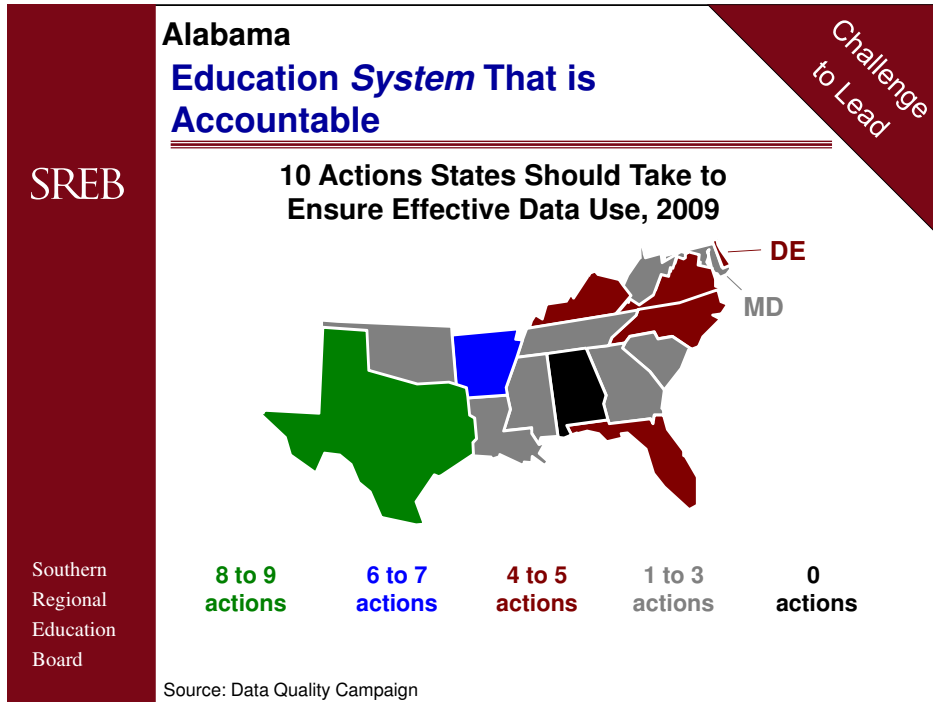 Alabama
Education System That is
Accountable
Challenge
to Lead
SREB
10 Actions States Should Take to
Ensure Effective Data Use, 2009
DE
MD
8 to 9
actions
6 to 7
actions
4 to 5
actions
1 to 3
actions
0
actions
Southern
Regional
Education
Board
Source: Data Quality Campaign